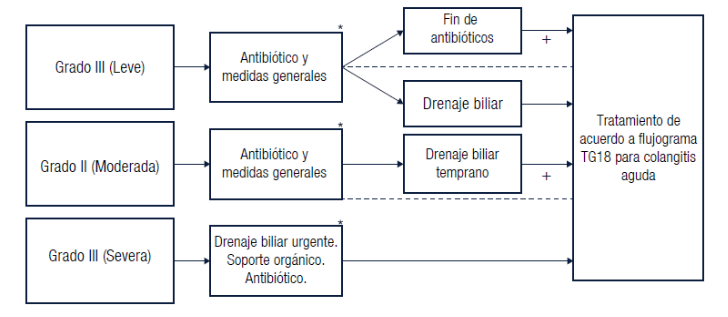 Grado III (Leve)
*
Antibiótico y
medidas generales
Fin de
antibióticos
+
Drenaje biliar
Grado II (Moderada)
*
Antibiótico y
medidas generales
Drenaje biliar
temprano
+
Grado III (Severa)
*
Drenaje biliar urgente.
Soporte orgánico.
Antibiótico.
Tratamiento de
acuerdo a flujograma
TG18 para colangitis
aguda